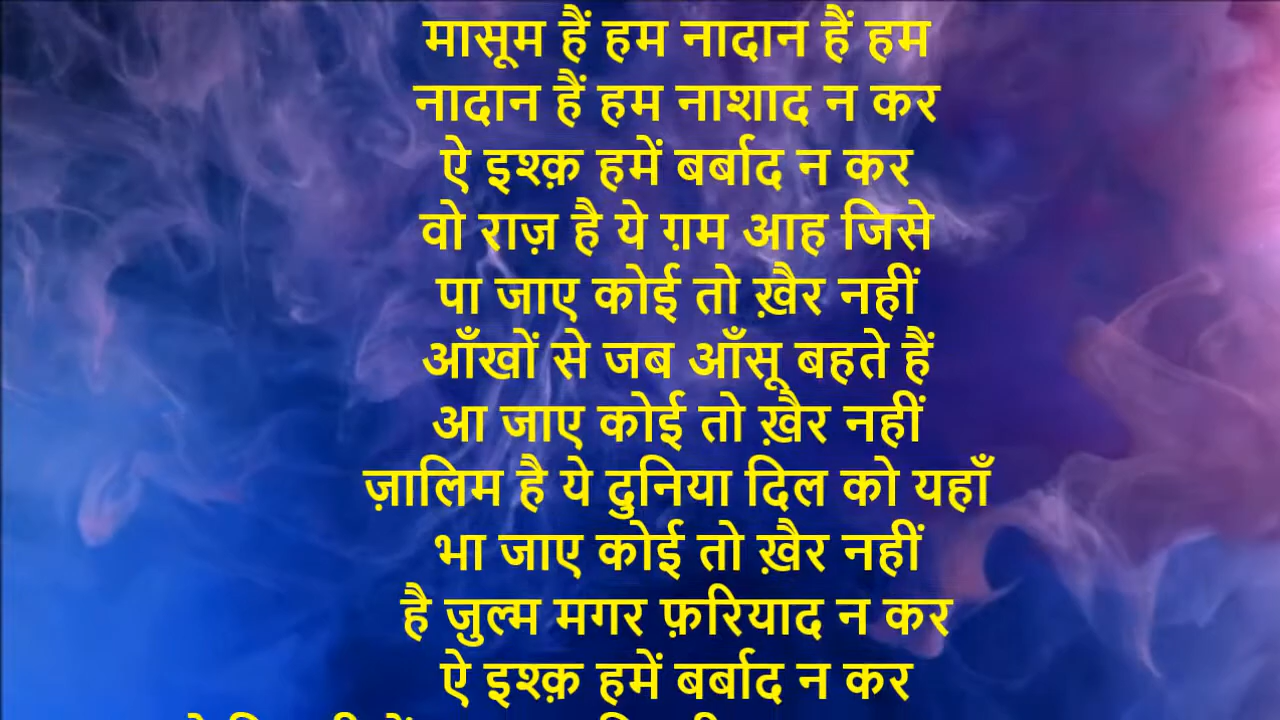 मासूम हैं हम नादान हैं हम
नादान हैं हम नाशाद न कर
ऐ इश्क़ हमें बर्बाद न कर
वो राज़ है ये ग़म आह जिसे
पा जाए कोई तो ख़ैर नहीं
आँखों से जब आँसू बहते हैं
आ जाए कोई तो ख़ैर नहीं
ज़ालिम है ये दुनिया दिल को यहाँ
भा जाए कोई तो ख़ैर नहीं
है ज़ुल्म मगर फ़रियाद न कर
ऐ इश्क़ हमें बर्बाद न कर